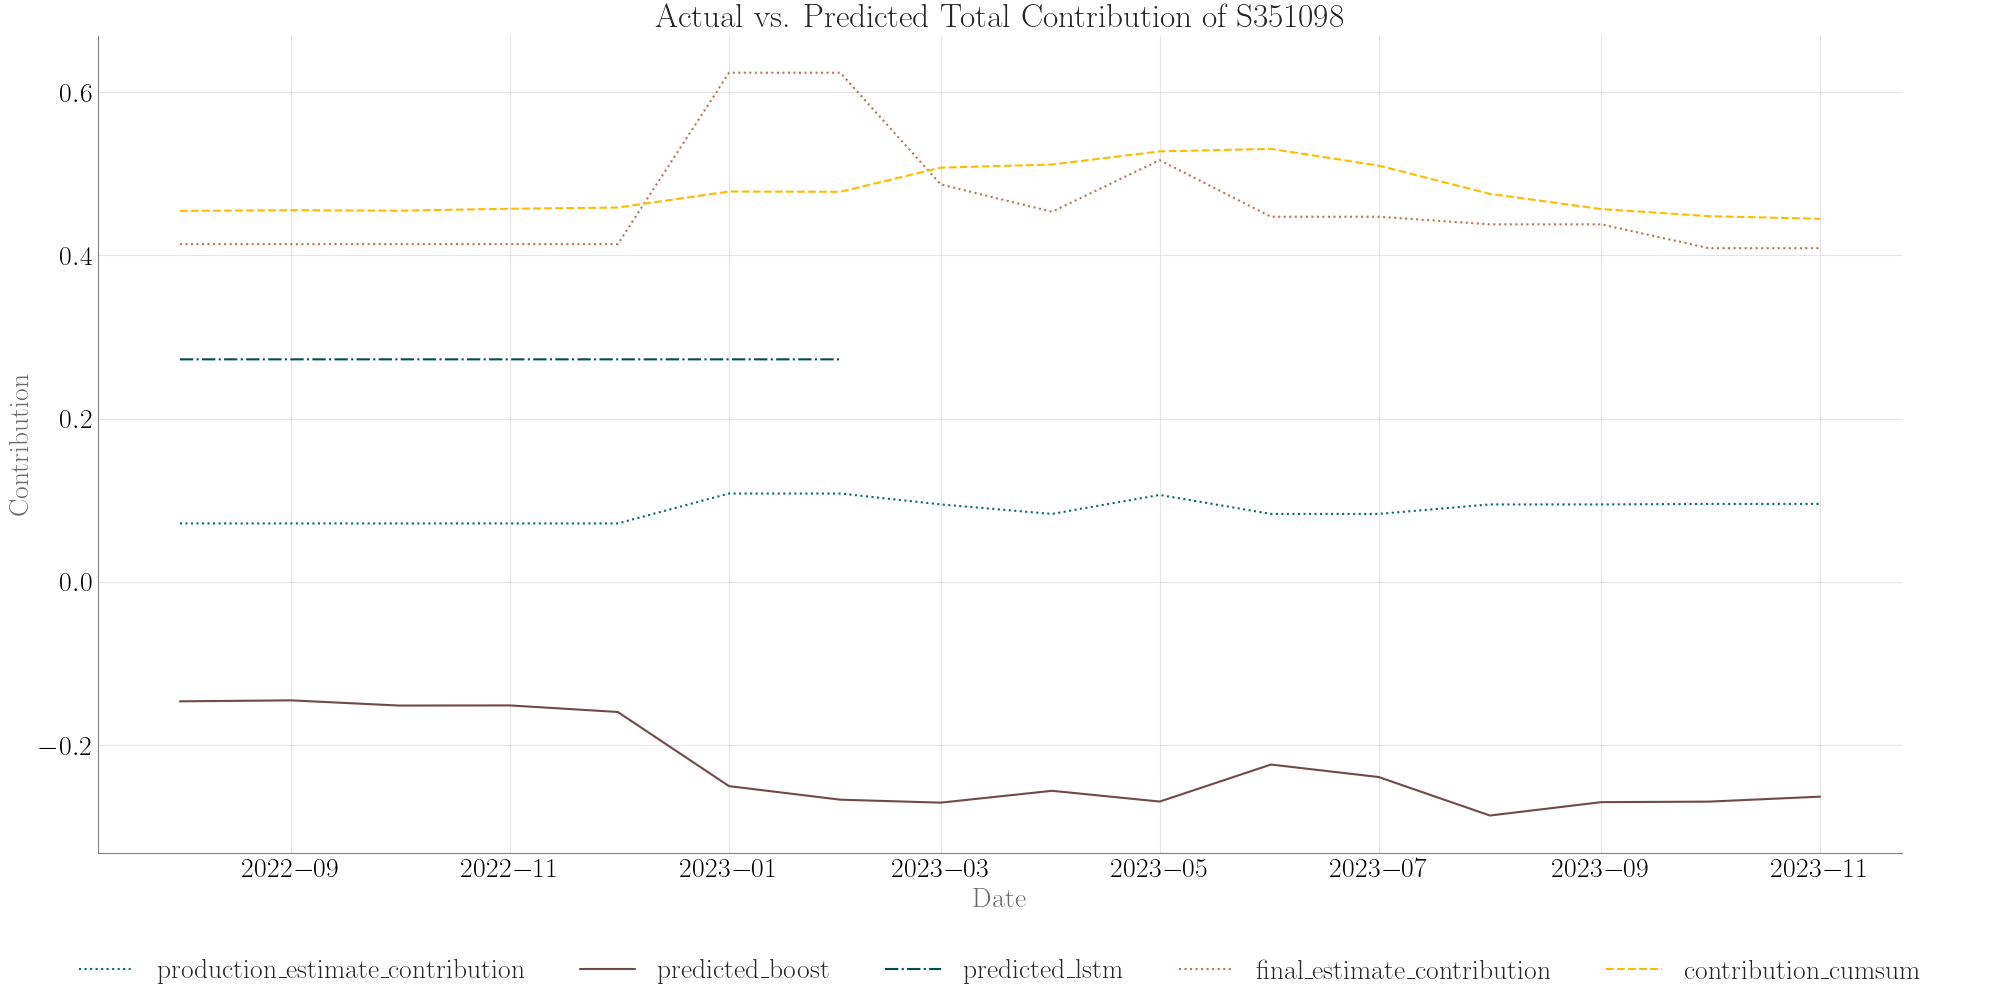 Actual vs. Predicted Total Contribution of S351098
0.6
0.4
0.2
0.0
−0.2
Contribution
2022−09 2022−11 2023−01 2023−03 2023−05 2023−07 2023−09 2023−11
Date
production_estimate_contribution predicted_boost predicted_lstm final_estimate_contribution contribution_cumsum